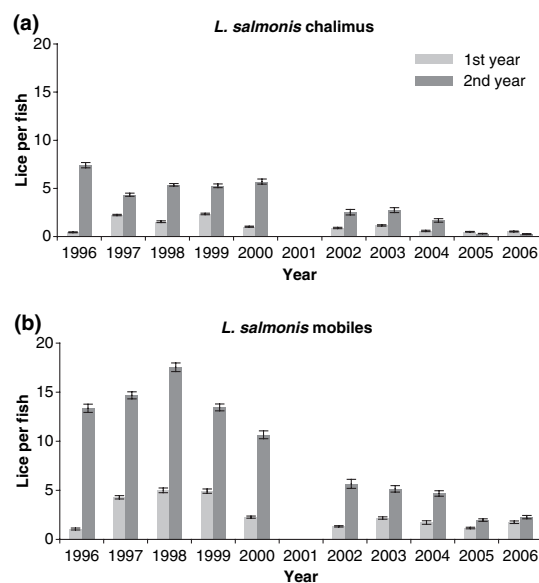 (a)
L. salmonis chalimus
1st year
2nd year
Lice per fish
20
15
10
5
0
1996 1997 1998 1999 2000 2001 2002 2003 2004 2005 2006
Year
(b)
L. salmonis mobiles
Lice per fish
20
15
10
5
0
1996 1997 1998 1999 2000 2001 2002 2003 2004 2005 2006
Year